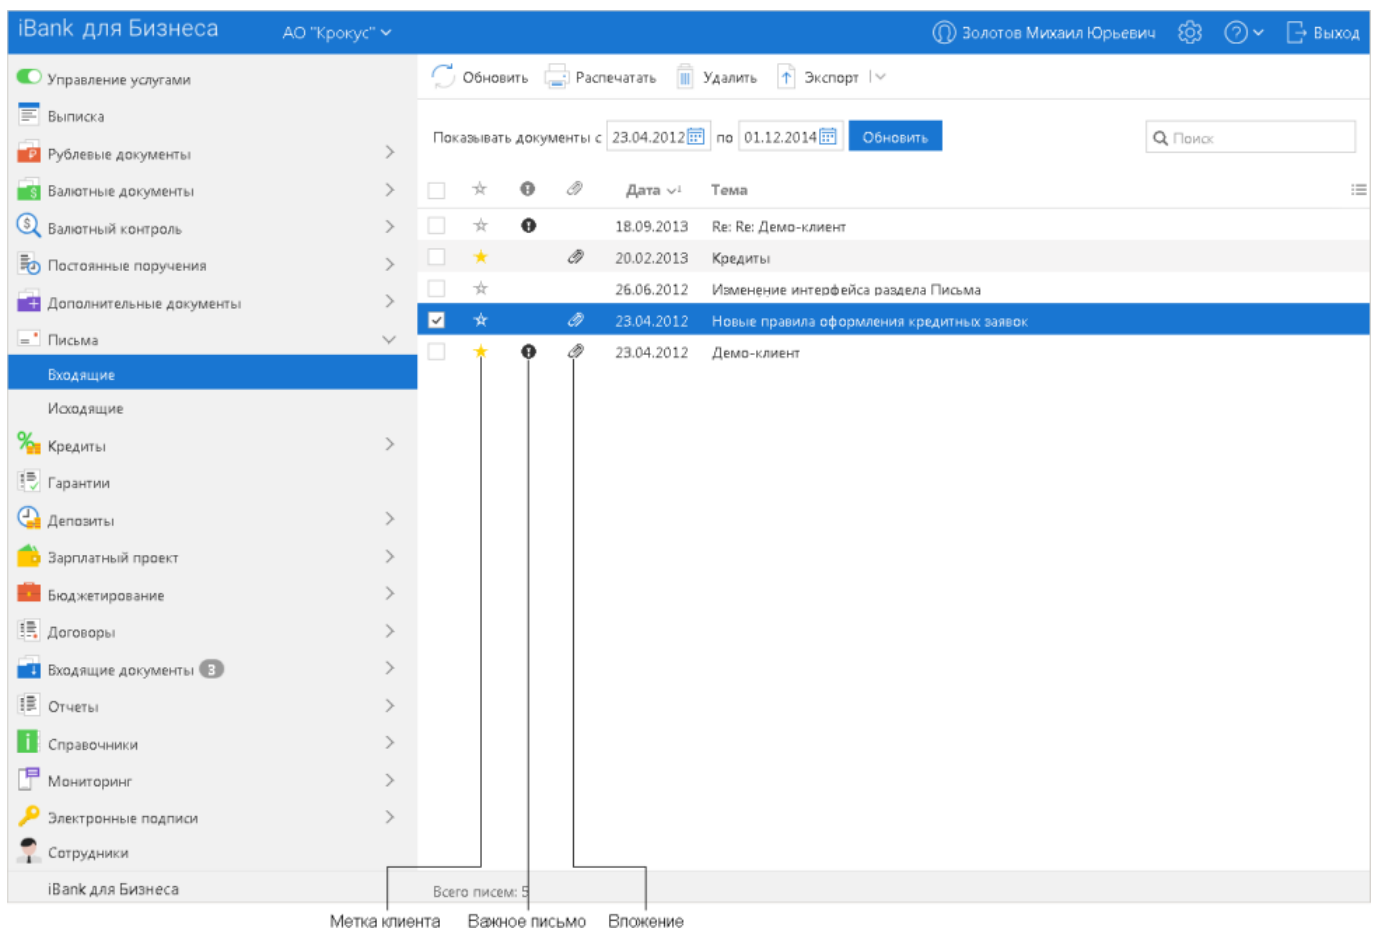 iBank для Бизнеса АО "Крокус" Золотов Михаил Юрьевич Выход
Управление услугами
Выписка
Рублевые документы
Валютные документы
Валютный контроль
Постоянные поручения
Дополнительные документы
Письма
Входящие
Исходящие
Кредиты
Гарантии
Депозиты
Зарплатный проект
Бюджетирование
Договоры
Входящие документы 3
Отчеты
Справочники
Мониторинг
Электронные подписи
Сотрудники
iBank для Бизнеса
Обновить Распечатать Удалить Экспорт
Показывать документы с 23.04.2012 по 01.12.2014 Обновить Поиск
Дата Тема
18.09.2013 Re: Re: Демо-клиент
20.02.2013 Кредиты
26.06.2012 Изменение интерфейса раздела Письма
23.04.2012 Новые правила оформления кредитных заявок
23.04.2012 Демо-клиент
Всего писем: 5
Метка клиента Важное письмо Вложение